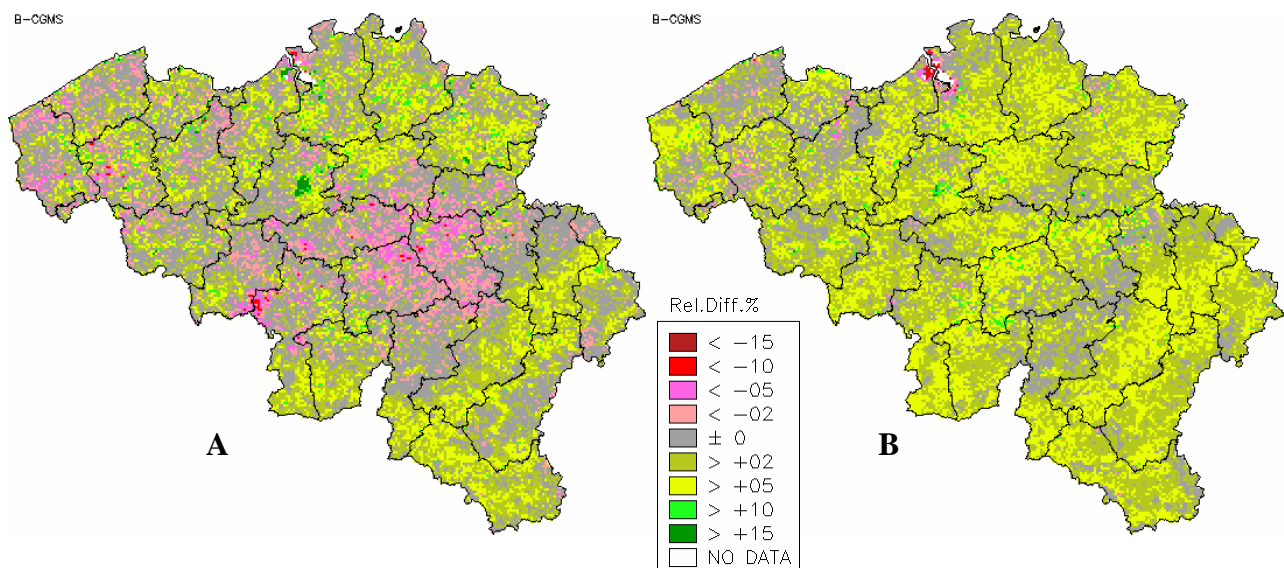 B-CGMS
B-CGMS
Rel.Diff.%
< -15
< -10
< -05
< -02
± 0
> +02
> +05
> +10
> +15
NO DATA
A
B